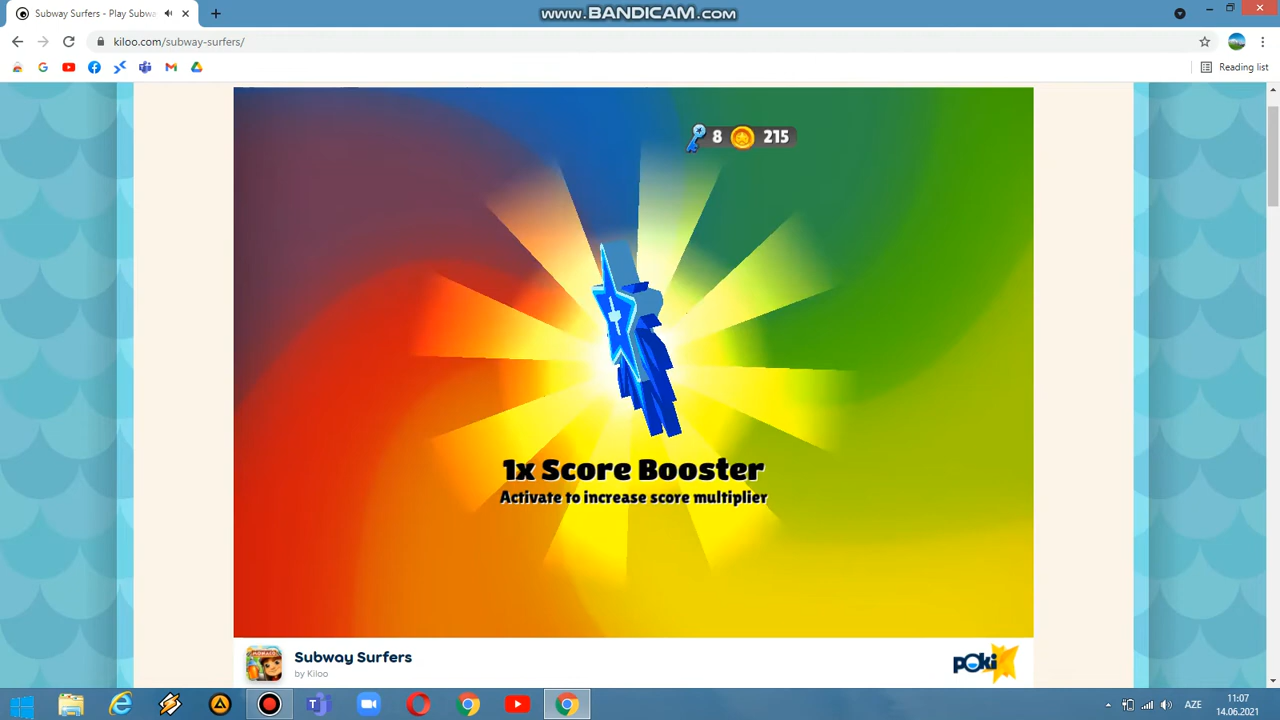 Subway Surfers - Play Subwa
www.BANDICAM.com
kiloo.com/subway-surfers/
Reading list
8 215
1x Score Booster
Activate to increase score multiplier
Subway Surfers
by Kiloo
poki
AZE
11:07
14.06.2021